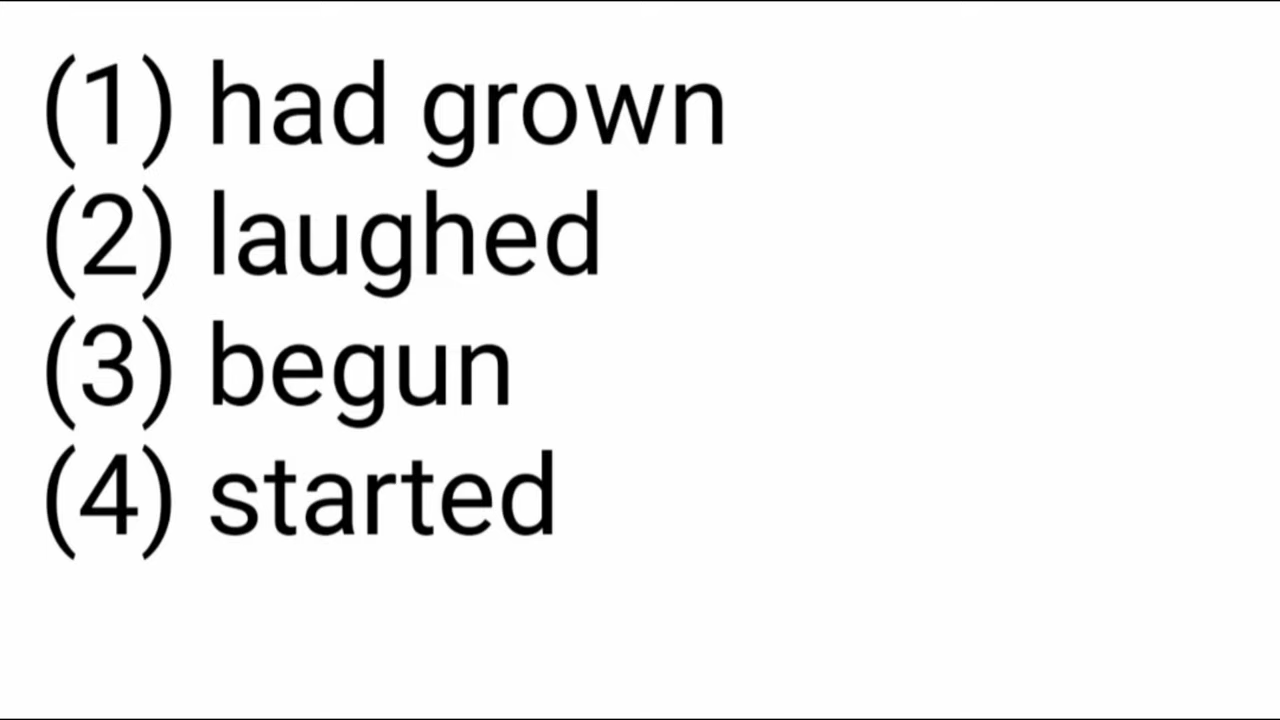 (1) had grown
(2) laughed
(3) begun
(4) started